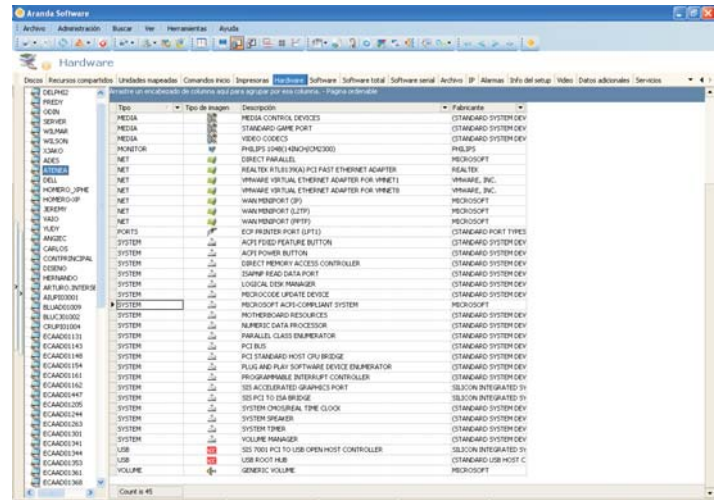 Aranda Software
Archivo Administración Buscar Ver Herramientas Ayuda
Hardware
Discos Recursos compartidos Unidades mapeadas Comandos inicio Impresoras Hardware Software Software total Software serial Archivo IP Alarmas Info del setup Video Datos adicionales Servicios
Arrastre un encabezado de columna aquí para agrupar por esa columna. - Página ordenable
DELPHI2
FREDY
ODIN
SERVER
WILMAR
WILSON
XJAKO
ADES
ATENEA
DELL
HOMERO_XPHE
HOMERO-XP
JEREMY
YAJO
YUDY
ANGIEC
CARLOS
CONTPRINCIPAL
DISENO
HERNANDO
ARTURO.INTERSE
AIUPI03001
BLUAD01009
BLUC301002
CRUPI01004
ECAAD01131
ECAAD01143
ECAAD01148
ECAAD01154
ECAAD01161
ECAAD01162
ECAAD01447
ECAAD01205
ECAAD01244
ECAAD01263
ECAAD01301
ECAAD01341
ECAAD01344
ECAAD01353
ECAAD01361
ECAAD01368
Tipo Tipo de imagen Descripción Fabricante
MEDIA MEDIA CONTROL DEVICES (STANDARD SYSTEM DEV
MEDIA STANDARD GAME PORT (STANDARD SYSTEM DEV
MEDIA VIDEO CODECS (STANDARD SYSTEM DEV
MONITOR PHILIPS 104B(14INCH/CM2300) PHILIPS
NET DIRECT PARALLEL MICROSOFT
NET REALTEK RTL8139(A) PCI FAST ETHERNET ADAPTER REALTEK
NET VMWARE VIRTUAL ETHERNET ADAPTER FOR VMNET1 VMWARE, INC.
NET VMWARE VIRTUAL ETHERNET ADAPTER FOR VMNET8 VMWARE, INC.
NET WAN MINIPORT (IP) MICROSOFT
NET WAN MINIPORT (L2TP) MICROSOFT
NET WAN MINIPORT (PPTP) MICROSOFT
PORTS ECP PRINTER PORT (LPT1) (STANDARD PORT TYPES
SYSTEM ACPI FIXED FEATURE BUTTON (STANDARD SYSTEM DEV
SYSTEM ACPI POWER BUTTON (STANDARD SYSTEM DEV
SYSTEM DIRECT MEMORY ACCESS CONTROLLER (STANDARD SYSTEM DEV
SYSTEM ISAPNP READ DATA PORT (STANDARD SYSTEM DEV
SYSTEM LOGICAL DISK MANAGER (STANDARD SYSTEM DEV
SYSTEM MICROCODE UPDATE DEVICE (STANDARD SYSTEM DEV
SYSTEM MICROSOFT ACPI-COMPLIANT SYSTEM MICROSOFT
SYSTEM MOTHERBOARD RESOURCES (STANDARD SYSTEM DEV
SYSTEM NUMERIC DATA PROCESSOR (STANDARD SYSTEM DEV
SYSTEM PARALLEL CLASS ENUMERATOR (STANDARD SYSTEM DEV
SYSTEM PCI BUS (STANDARD SYSTEM DEV
SYSTEM PCI STANDARD HOST CPU BRIDGE (STANDARD SYSTEM DEV
SYSTEM PLUG AND PLAY SOFTWARE DEVICE ENUMERATOR (STANDARD SYSTEM DEV
SYSTEM PROGRAMMABLE INTERRUPT CONTROLLER (STANDARD SYSTEM DEV
SYSTEM SIS ACCELERATED GRAPHICS PORT SILICON INTEGRATED SY
SYSTEM SIS PCI TO ISA BRIDGE SILICON INTEGRATED SY
SYSTEM SYSTEM CMOS/REAL TIME CLOCK (STANDARD SYSTEM DEV
SYSTEM SYSTEM SPEAKER (STANDARD SYSTEM DEV
SYSTEM SYSTEM TIMER (STANDARD SYSTEM DEV
SYSTEM VOLUME MANAGER (STANDARD SYSTEM DEV
USB SIS 7001 PCI TO USB OPEN HOST CONTROLLER SILICON INTEGRATED SY
USB USB ROOT HUB (STANDARD USB HOST C
VOLUME GENERIC VOLUME MICROSOFT
Count is 45